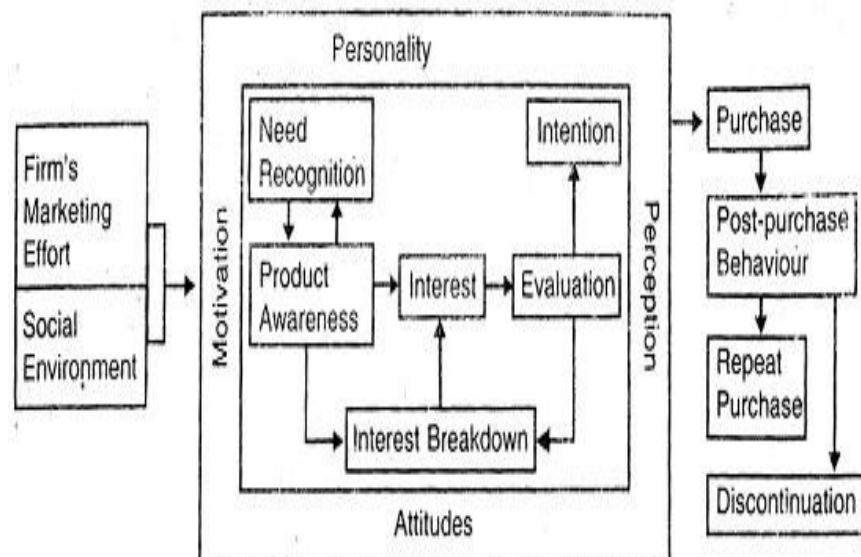 Personality
Need
Recognition
Intention
Purchase
Firm's
Marketing
Effort
Motivation
Perception
Post-purchase
Behaviour
Product
Awareness
Interest
Evaluation
Social
Environment
Repeat
Purchase
Interest Breakdown
Attitudes
Discontinuation